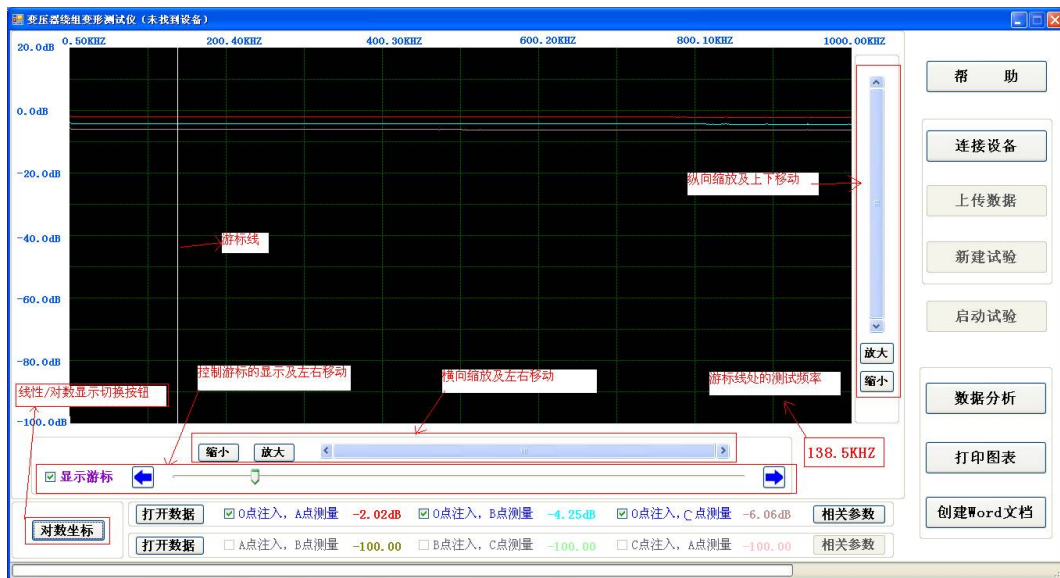 变压器绕组变形测试仪（未找到设备）
0.50KHZ 200.40KHZ 400.30KHZ 600.20KHZ 800.10KHZ 1000.00KHZ
20.0dB
0.0dB
-20.0dB
-40.0dB
-60.0dB
-80.0dB
-100.0dB
纵向缩放及上下移动
游标线
控制游标的显示及左右移动
横向缩放及左右移动
游标线处的测试频率
线性/对数显示切换按钮
放大
缩小
缩小 放大
138.5KHZ
显示游标
对数坐标
打开数据 O点注入，A点测量 -2.02dB O点注入，B点测量 -4.25dB O点注入，C点测量 -6.06dB 相关参数
打开数据 A点注入，B点测量 -100.00 B点注入，C点测量 -100.00 C点注入，A点测量 -100.00 相关参数
帮 助
连接设备
上传数据
新建试验
启动试验
数据分析
打印图表
创建Word文档